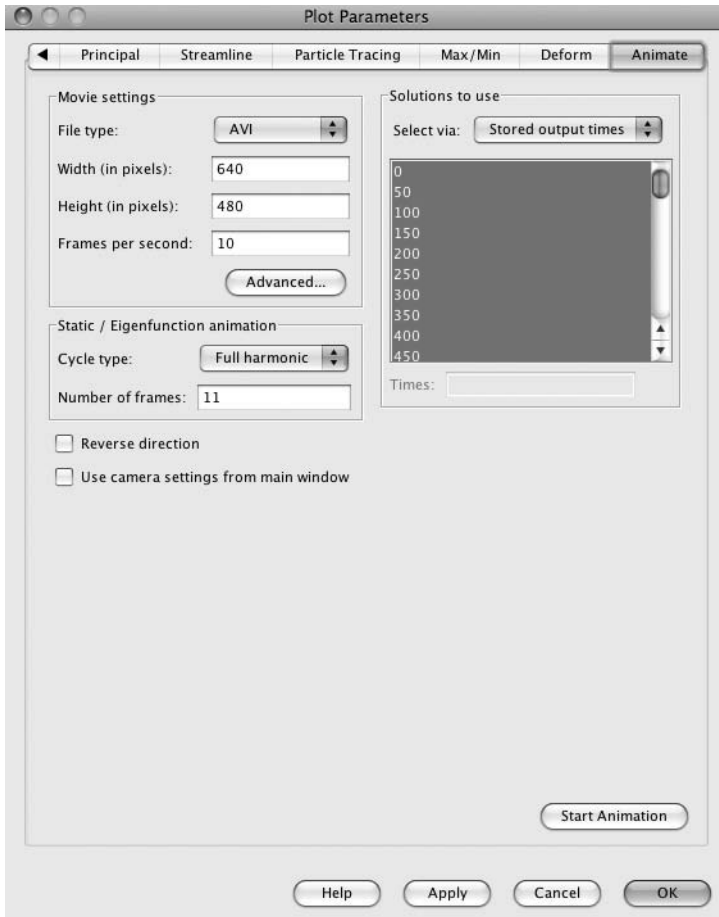 Plot Parameters
Principal Streamline Particle Tracing Max/Min Deform Animate
Movie settings
File type: AVI
Width (in pixels): 640
Height (in pixels): 480
Frames per second: 10
Advanced...
Static / Eigenfunction animation
Cycle type: Full harmonic
Number of frames: 11
Reverse direction
Use camera settings from main window
Solutions to use
Select via: Stored output times
0
50
100
150
200
250
300
350
400
450
Times:
Start Animation
Help Apply Cancel OK